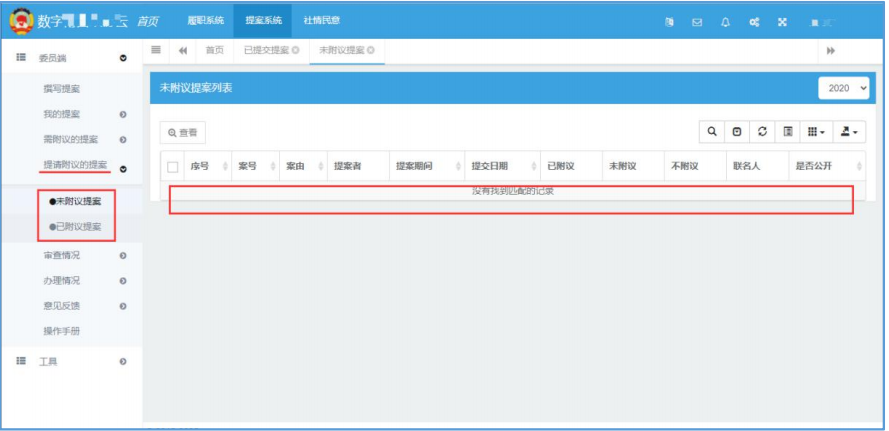 数字 云 首页 履职系统 提案系统 社情民意
委员端
首页 已提交提案 未附议提案
撰写提案
我的提案
需附议的提案
提请附议的提案
●未附议提案
●已附议提案
审查情况
办理情况
意见反馈
操作手册
工具
未附议提案列表 2020
查看
序号 案号 案由 提案者 提案期间 提交日期 已附议 未附议 不附议 联名人 是否公开
没有找到匹配的记录